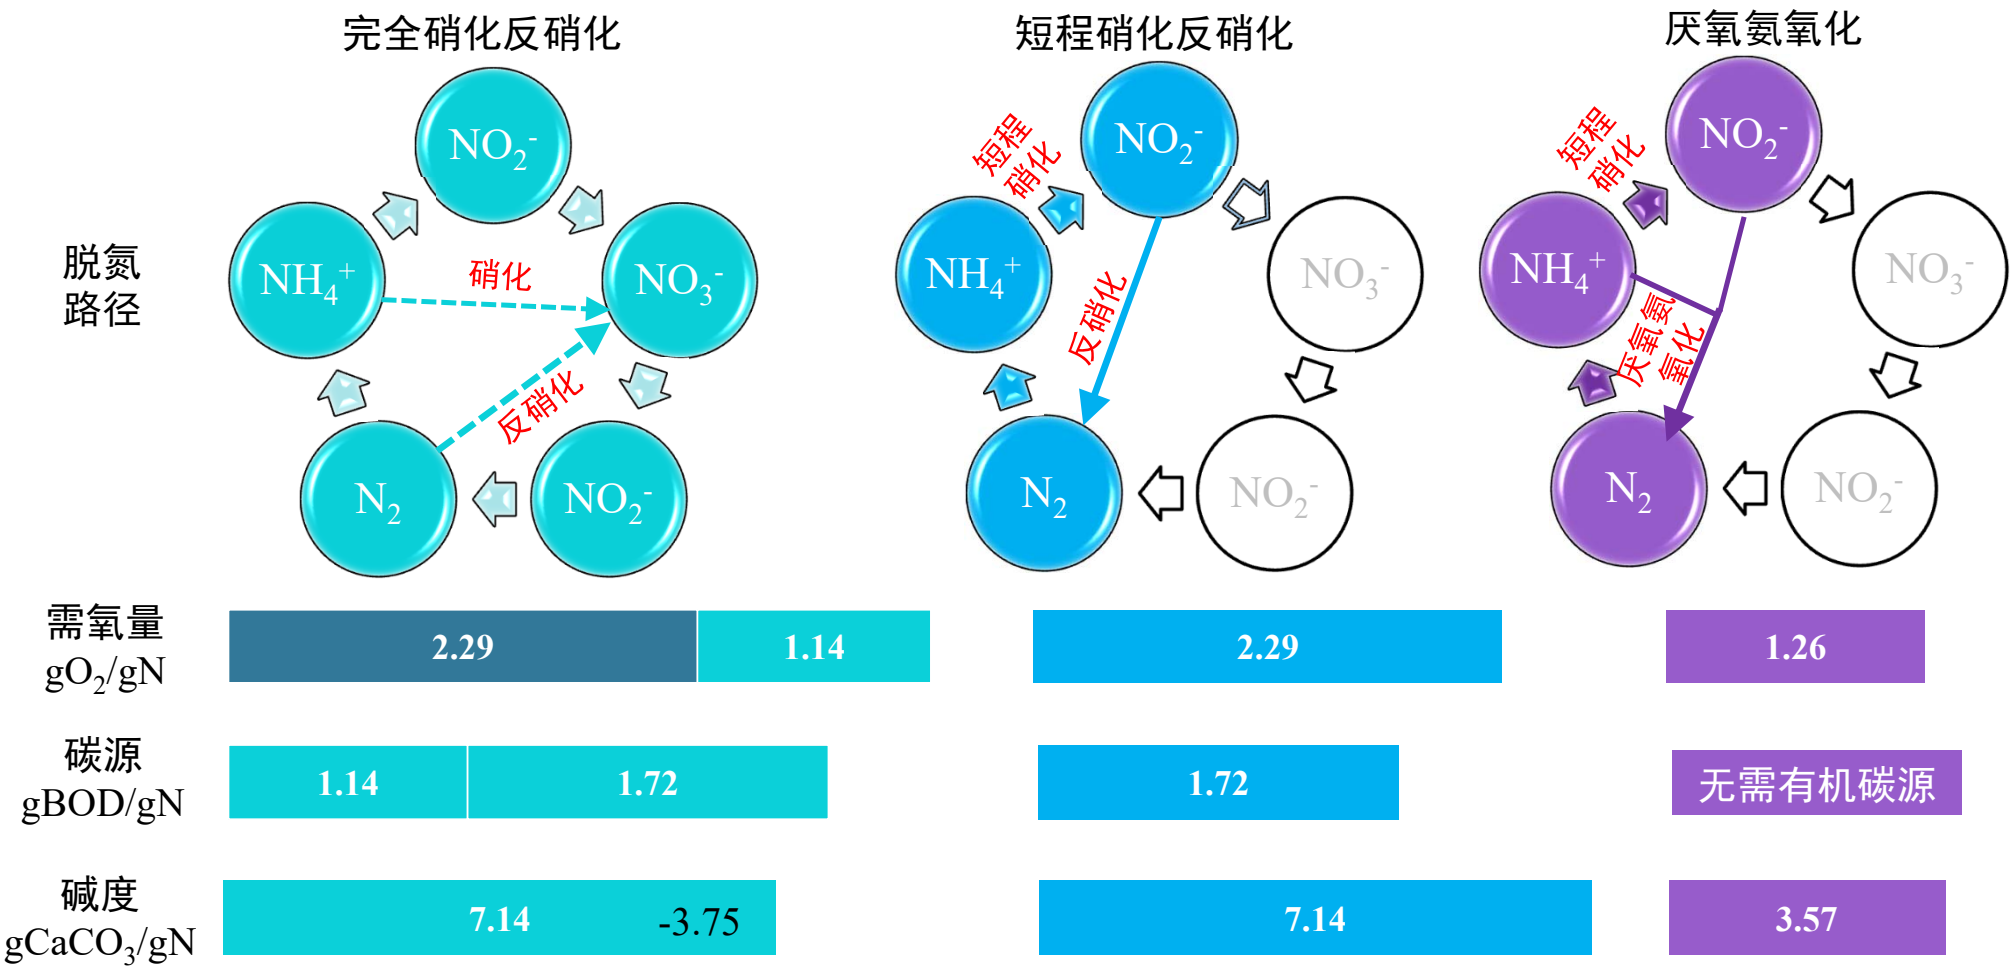 完全硝化反硝化
短程硝化反硝化
厌氧氨氧化
脱氮
路径
NO₂⁻
NH₄⁺
NO₃⁻
硝化
反硝化
N₂
NO₂⁻
短程
硝化
NO₂⁻
NH₄⁺
NO₃⁻
反硝化
N₂
NO₂⁻
短程
硝化
NO₂⁻
NH₄⁺
NO₃⁻
厌氧氨
氧化
N₂
NO₂⁻
需氧量
gO₂/gN
2.29
1.14
2.29
1.26
碳源
gBOD/gN
1.14
1.72
1.72
无需有机碳源
碱度
gCaCO₃/gN
7.14
-3.75
7.14
3.57